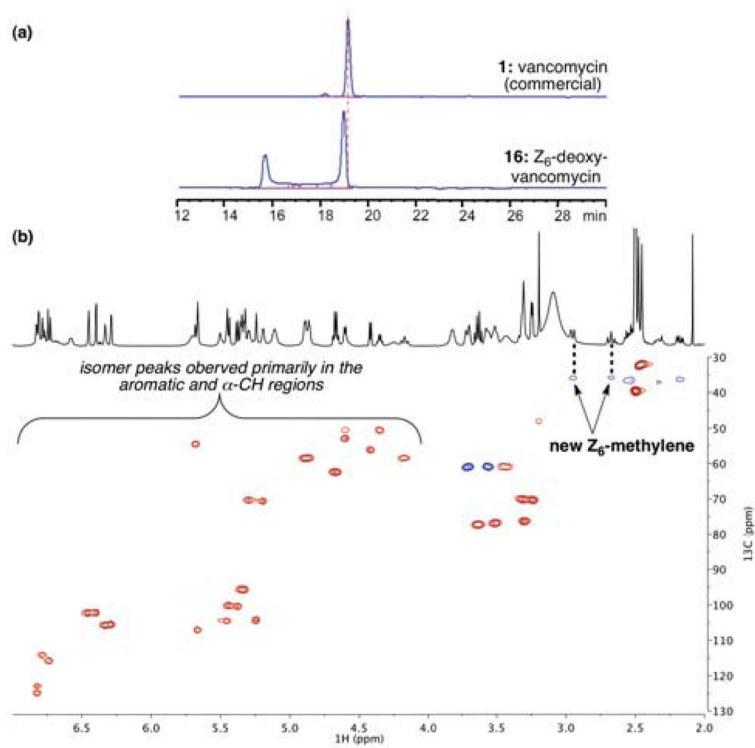 (a)
1: vancomycin
(commercial)
16: Z₆-deoxy-
vancomycin
12 14 16 18 20 22 24 26 28 min
(b)
isomer peaks oberved primarily in the
aromatic and α-CH regions
new Z₆-methylene
30
40
50
60
70
80
90
100
110
120
130
13C (ppm)
6.5 6.0 5.5 5.0 4.5 4.0 3.5 3.0 2.5 2.0
1H (ppm)